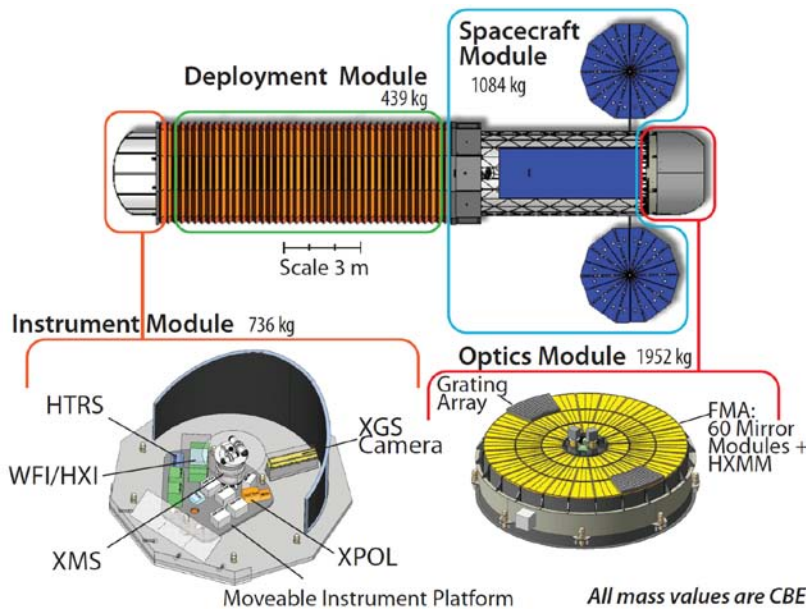 Spacecraft
Module
1084 kg
Deployment Module
439 kg
Scale 3 m
Instrument Module 736 kg
Optics Module 1952 kg
HTRS
WFI/HXI
XMS
XGS
Camera
XPOL
Moveable Instrument Platform
Grating
Array
FMA:
60 Mirror
Modules +
HXMM
All mass values are CBE